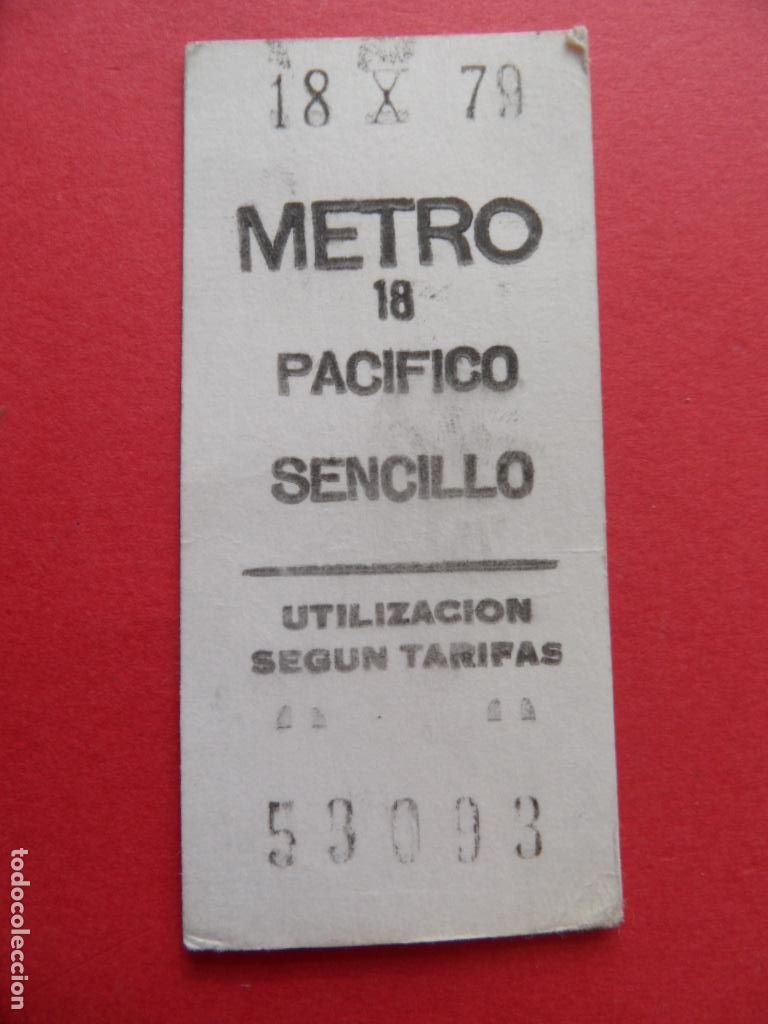 18 X 79
METRO
18
PACIFICO
SENCILLO
UTILIZACION
SEGUN TARIFAS
53093
todocoleccion